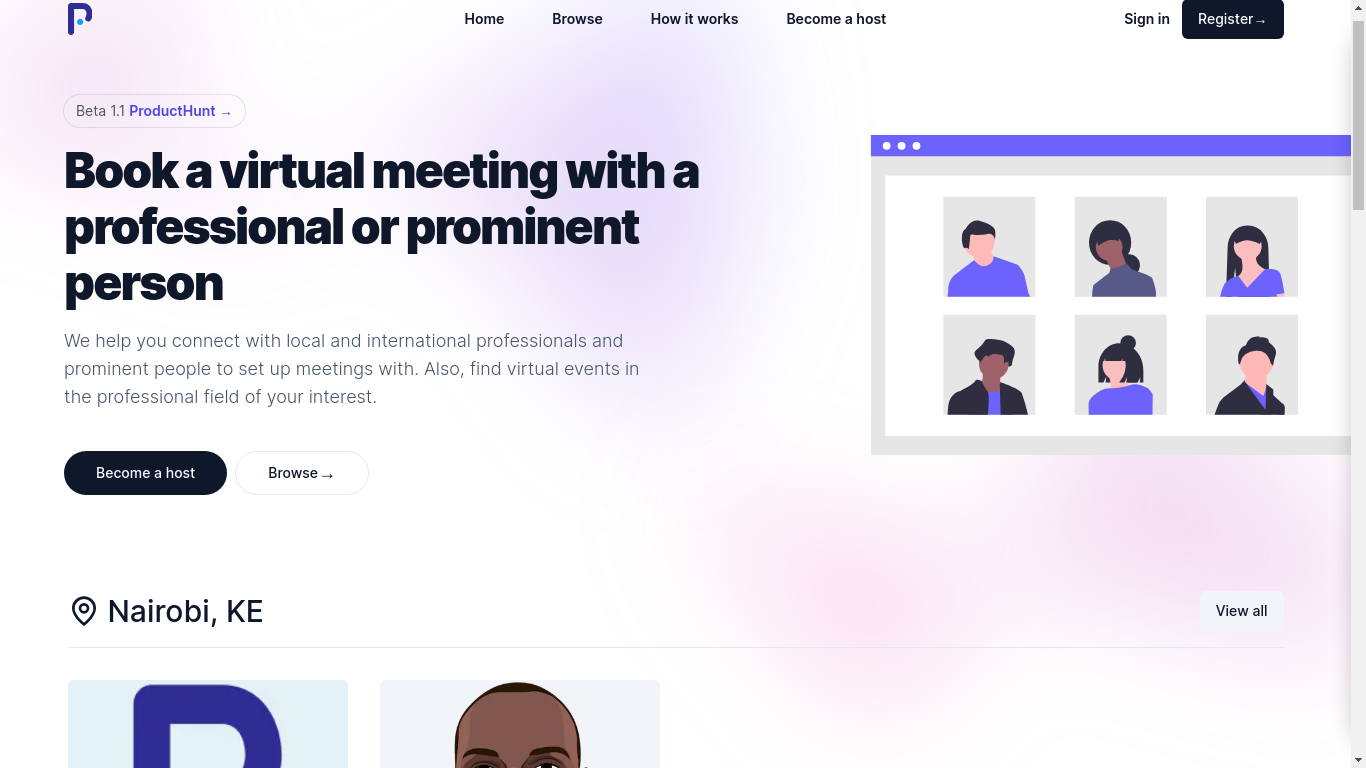 Home Browse How it works Become a host Sign in Register→
Beta 1.1 ProductHunt →
Book a virtual meeting with a
professional or prominent
person
We help you connect with local and international professionals and
prominent people to set up meetings with. Also, find virtual events in
the professional field of your interest.
Become a host Browse →
Nairobi, KE View all